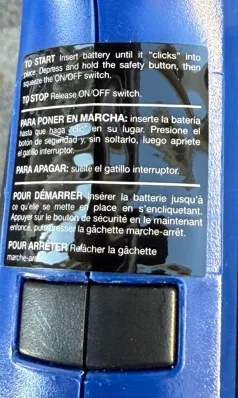 TO START Insert battery until it "clicks" into
place. Depress and hold the safety button, then
squeeze the ON/OFF switch.
TO STOP Release ON/OFF switch.
PARA PONER EN MARCHA: inserte la batería
hasta que haga clic en su lugar. Presione el
botón de seguridad y, sin soltarlo, luego apriete
el gatillo interruptor.
PARA APAGAR: suelte el gatillo interruptor.
POUR DÉMARRER Insérer la batterie jusqu'à
ce qu'elle se mette en place en s'encliquetant.
Appuyer sur le bouton de sécurité en le maintenant
enfoncé, puis presser la gâchette marche-arrêt.
POUR ARRÊTER Relâcher la gâchette
marche-arrêt